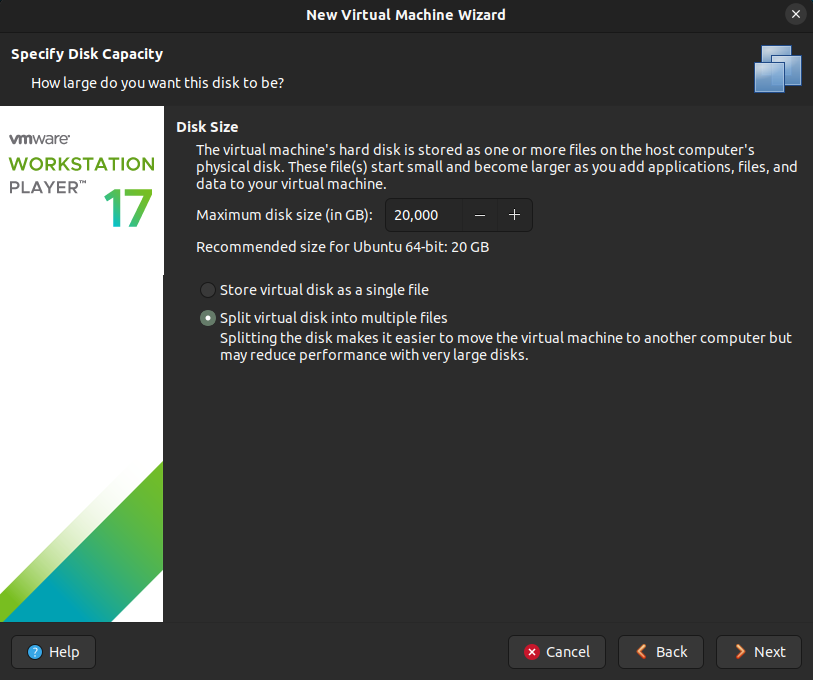 New Virtual Machine Wizard
Specify Disk Capacity
How large do you want this disk to be?
vmware
WORKSTATION
PLAYER™
17
Disk Size
The virtual machine's hard disk is stored as one or more files on the host computer's
physical disk. These file(s) start small and become larger as you add applications, files, and
data to your virtual machine.
Maximum disk size (in GB): 20,000 − +
Recommended size for Ubuntu 64-bit: 20 GB
Store virtual disk as a single file
Split virtual disk into multiple files
Splitting the disk makes it easier to move the virtual machine to another computer but
may reduce performance with very large disks.
? Help Cancel Back Next